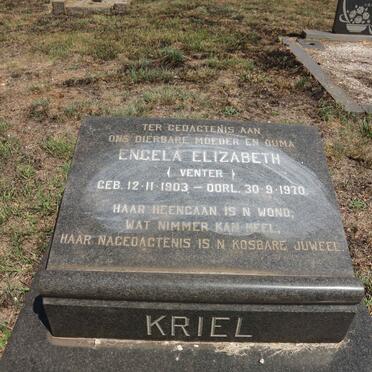 TER GEDAGTENIS AAN
ONS DIERBARE MOEDER EN OUMA
ENGELA ELIZABETH
( VENTER )
GEB. 12-11-1903 — OORL. 30-9-1970
HAAR HEENGAAN IS N WOND,
WAT NIMMER KAN HEEL,
HAAR NAGEDAGTENIS IS N KOSBARE JUWEEL
KRIEL